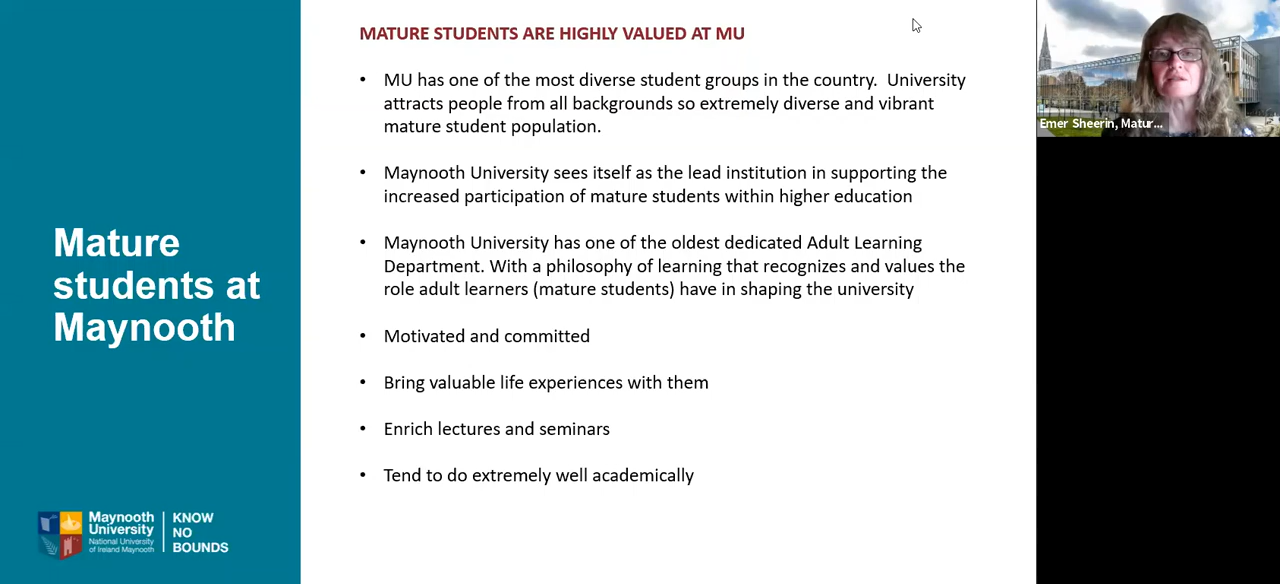 MATURE STUDENTS ARE HIGHLY VALUED AT MU
• MU has one of the most diverse student groups in the country.  University
attracts people from all backgrounds so extremely diverse and vibrant
mature student population.
• Maynooth University sees itself as the lead institution in supporting the
increased participation of mature students within higher education
• Maynooth University has one of the oldest dedicated Adult Learning
Department. With a philosophy of learning that recognizes and values the
role adult learners (mature students) have in shaping the university
• Motivated and committed
• Bring valuable life experiences with them
• Enrich lectures and seminars
• Tend to do extremely well academically
Mature
students at
Maynooth
Maynooth
University
National University
of Ireland Maynooth
KNOW
NO
BOUNDS
Emer Sheerin, Matur...